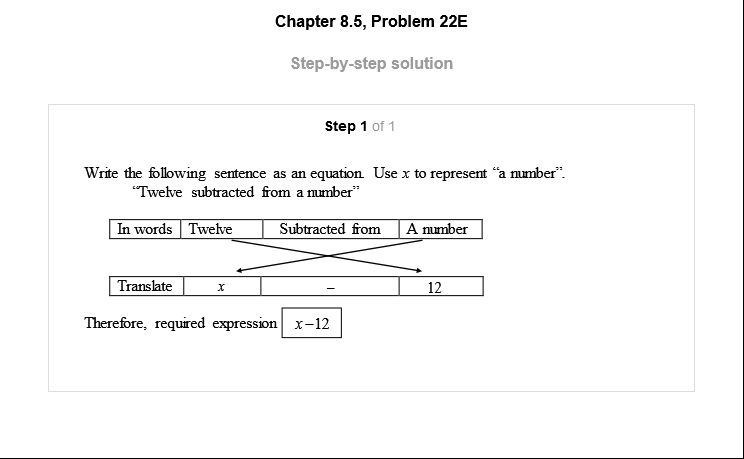 Chapter 8.5, Problem 22E
Step-by-step solution
Step 1 of 1
Write the following sentence as an equation. Use x to represent “a number”.
“Twelve subtracted from a number”
In words Twelve Subtracted from A number
Translate x – 12
Therefore, required expression x−12